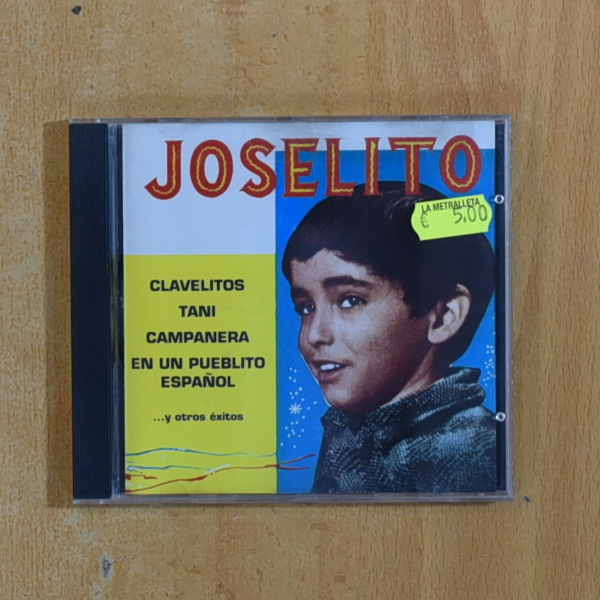 JOSELITO
LA METRALLETA
€ 5,00
CLAVELITOS
TANI
CAMPANERA
EN UN PUEBLITO
ESPAÑOL
...y otros éxitos